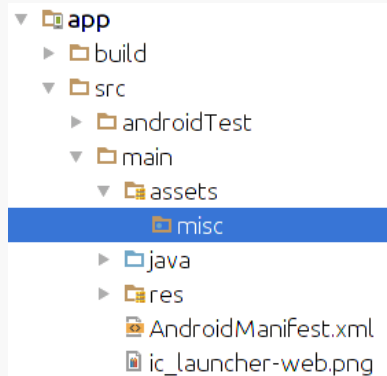 app
build
src
androidTest
main
assets
misc
java
res
AndroidManifest.xml
ic_launcher-web.png